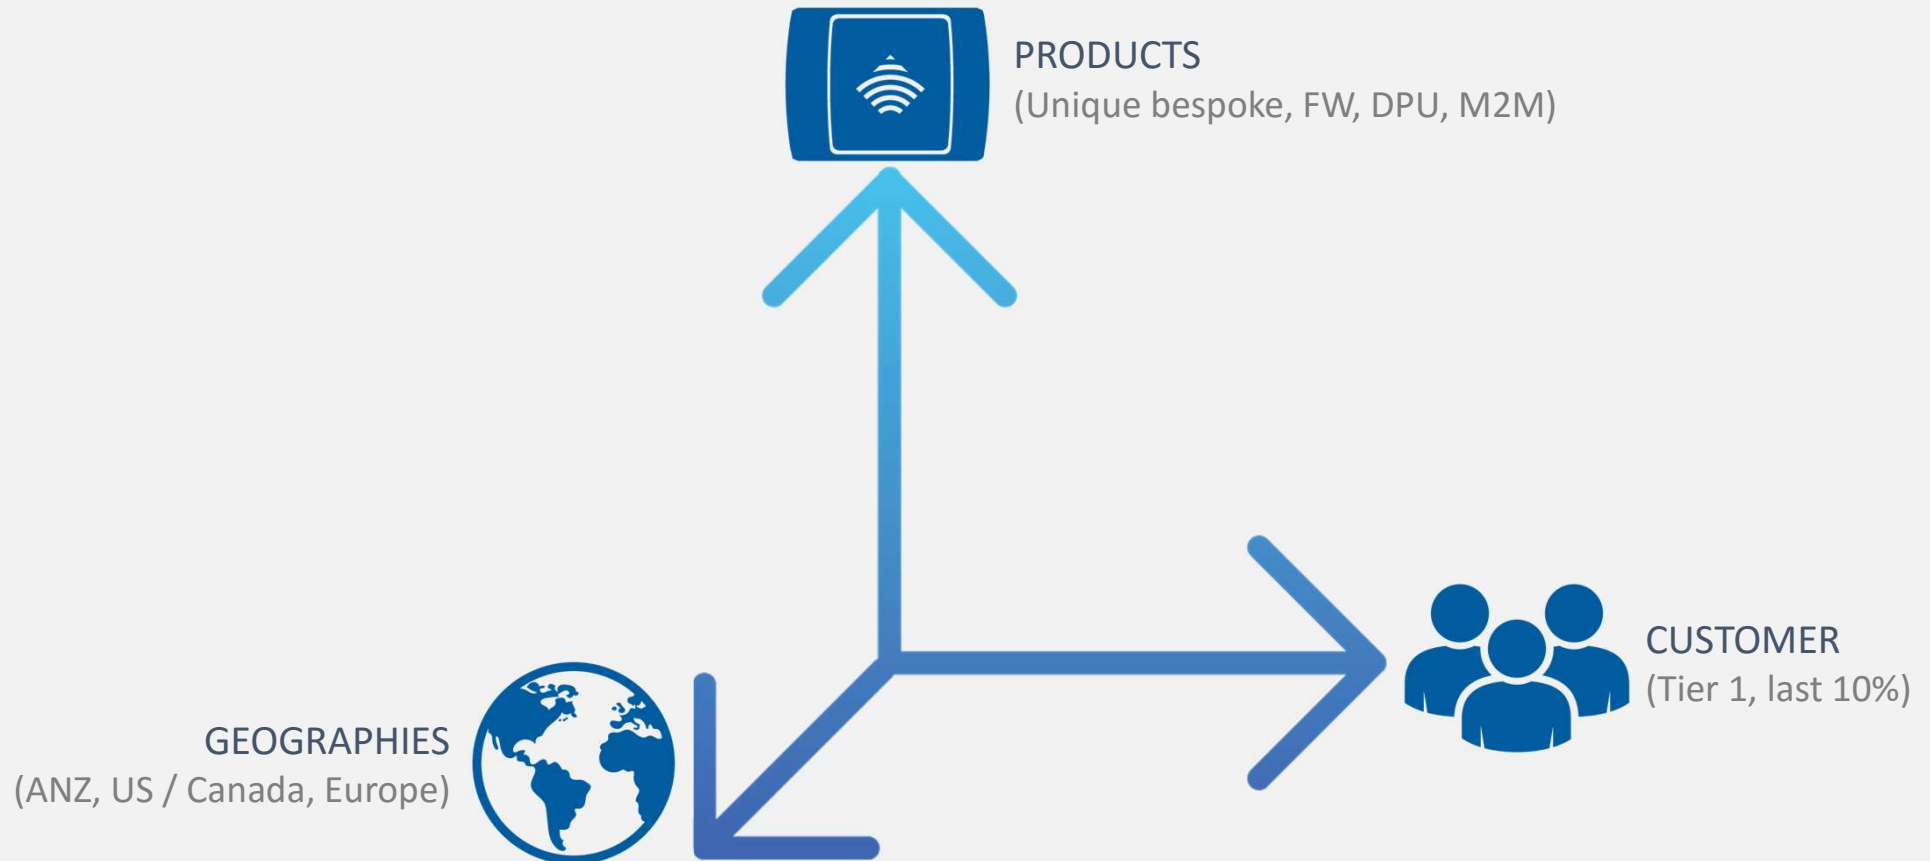 PRODUCTS
(Unique bespoke, FW, DPU, M2M)
CUSTOMER
(Tier 1, last 10%)
GEOGRAPHIES
(ANZ, US / Canada, Europe)